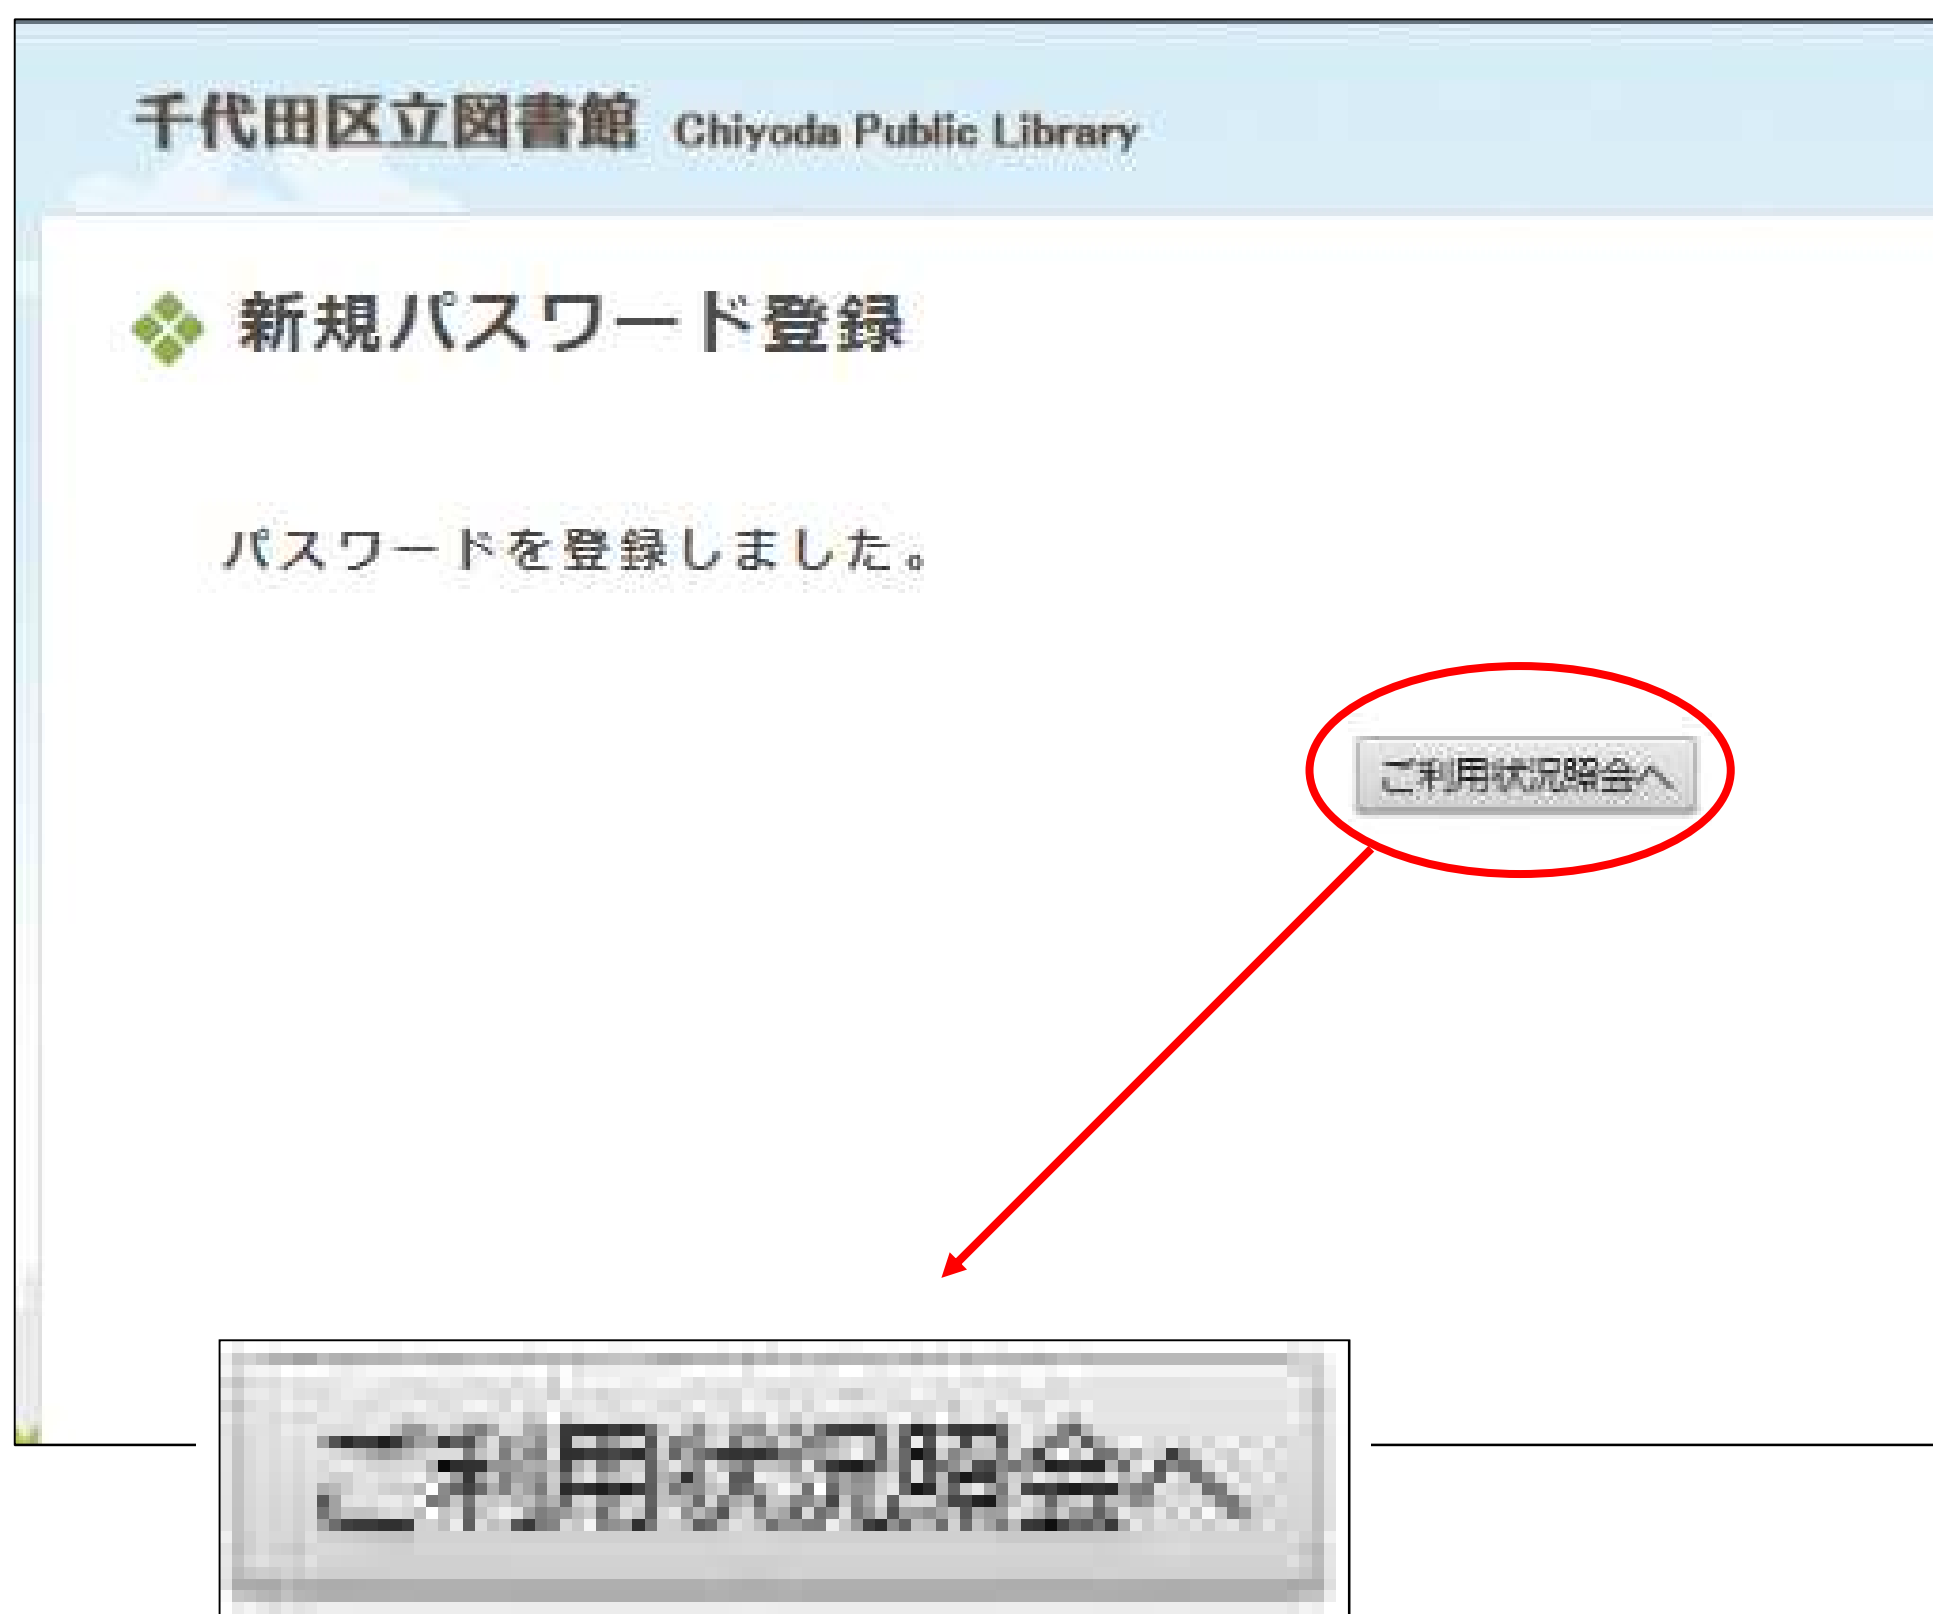 千代田区立図書館 Chiyoda Public Library
新規パスワード登録
パスワードを登録しました。
ご利用状況照会へ
ご利用状況照会へ